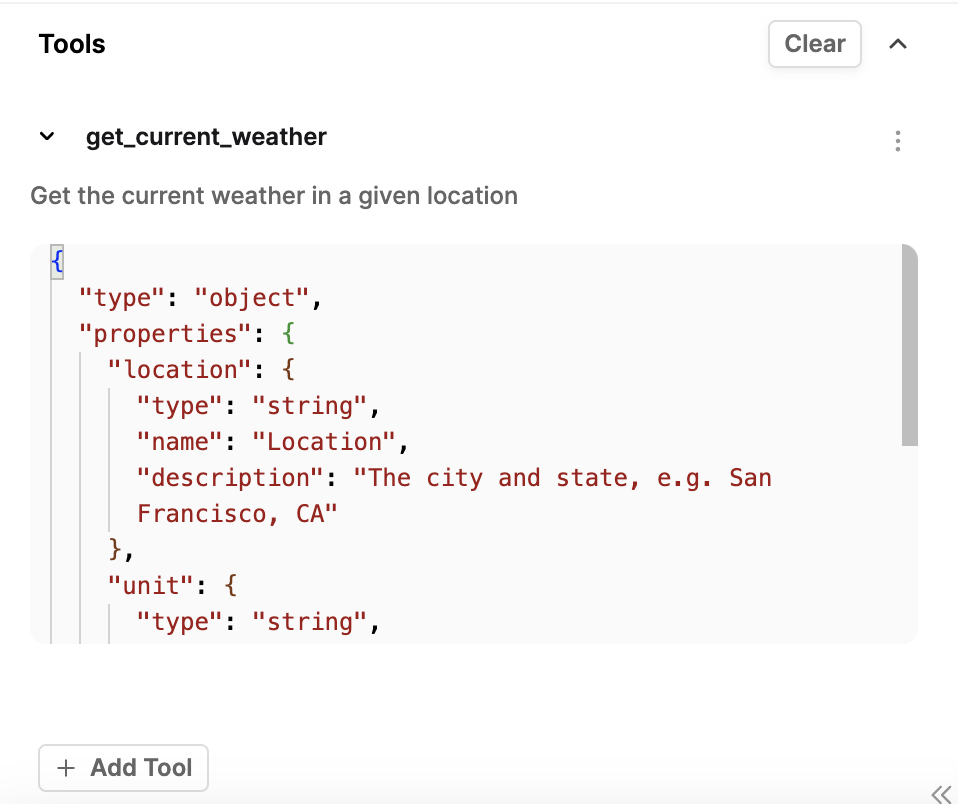 Tools
Clear
get_current_weather
Get the current weather in a given location
{
  "type": "object",
  "properties": {
    "location": {
      "type": "string",
      "name": "Location",
      "description": "The city and state, e.g. San
      Francisco, CA"
    },
    "unit": {
      "type": "string",
+ Add Tool